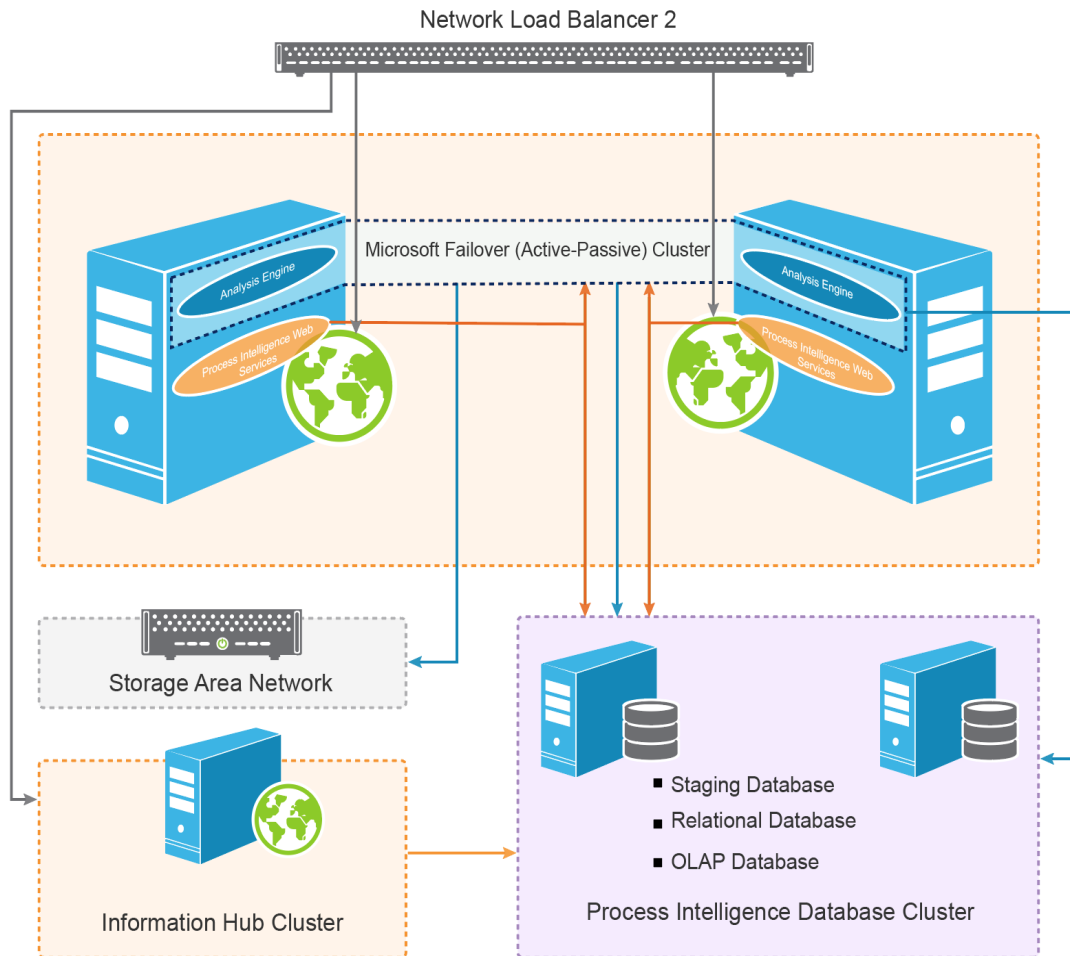 Network Load Balancer 2
Microsoft Failover (Active-Passive) Cluster
Analysis Engine
Analysis Engine
Process Intelligence Web
Services
Process Intelligence Web
Services
Storage Area Network
Staging Database
Relational Database
OLAP Database
Information Hub Cluster
Process Intelligence Database Cluster